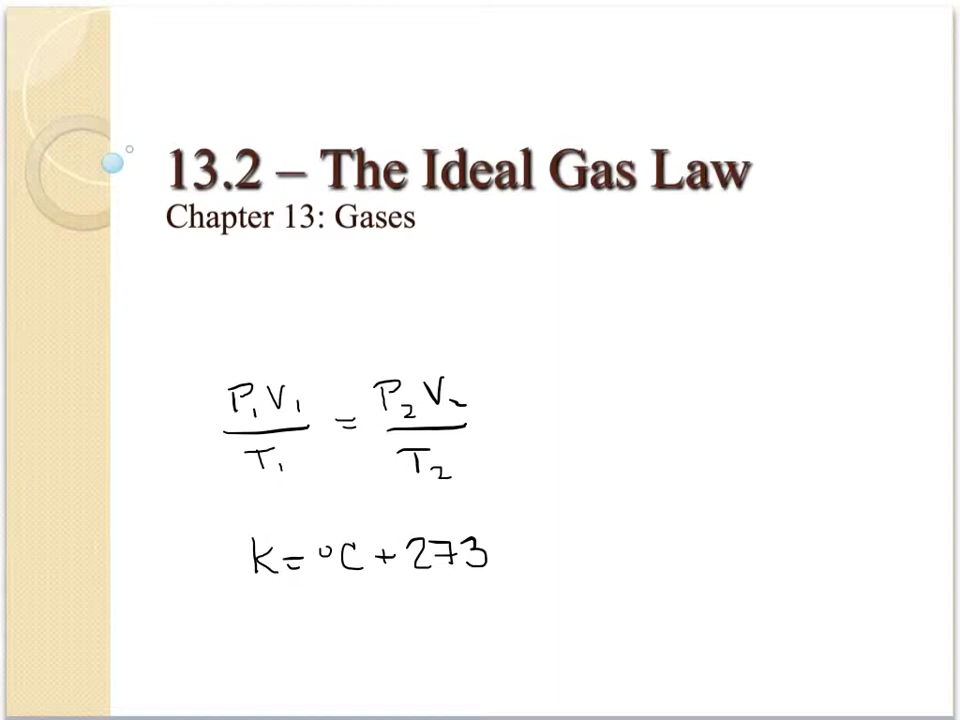 13.2 – The Ideal Gas Law
Chapter 13: Gases
P₁V₁/T₁ = P₂V₂/T₂
K = °C + 273